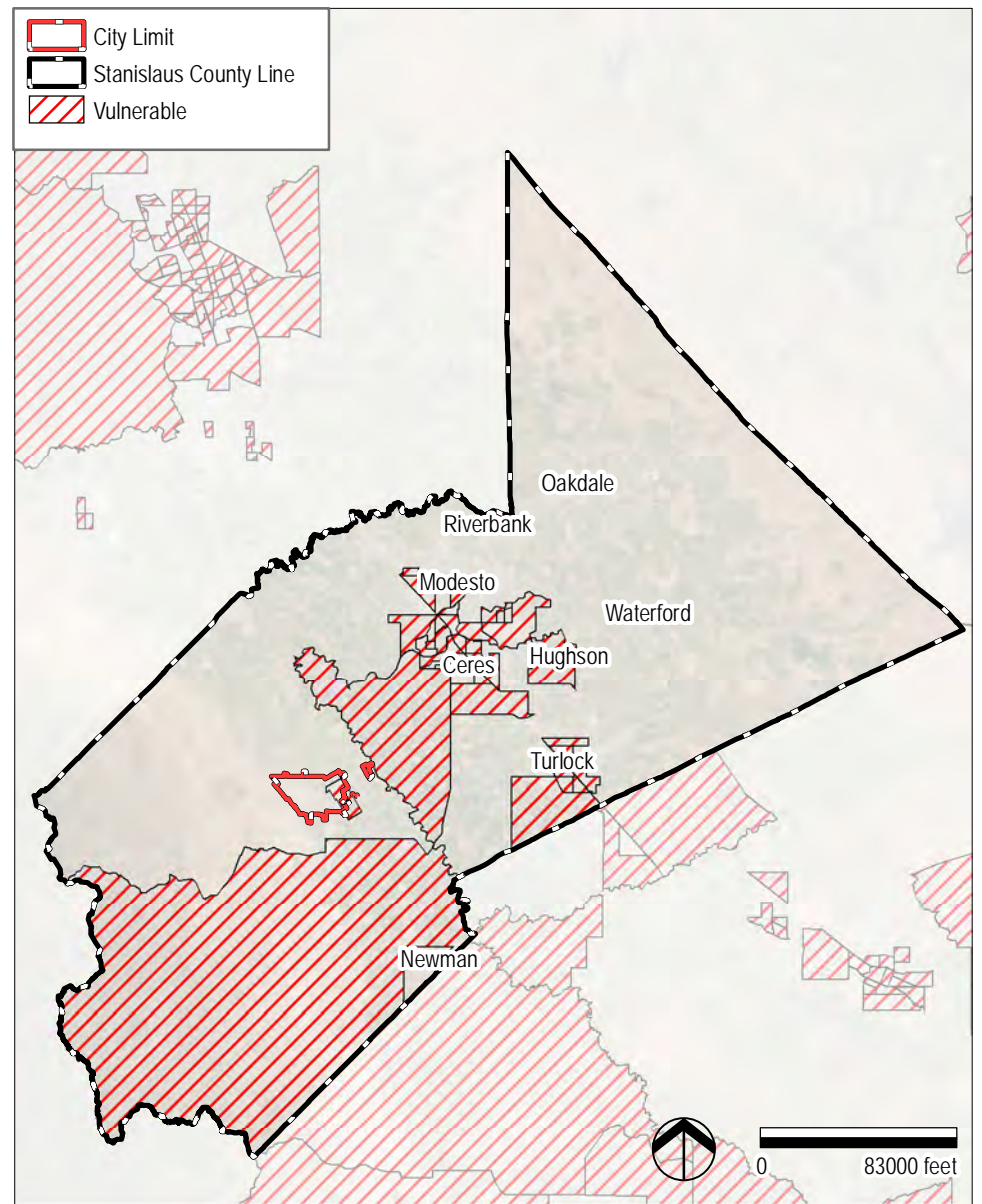 City Limit
Stanislaus County Line
Vulnerable
Oakdale
Riverbank
Modesto
Waterford
Hughson
Ceres
Turlock
Newman
0
83000 feet